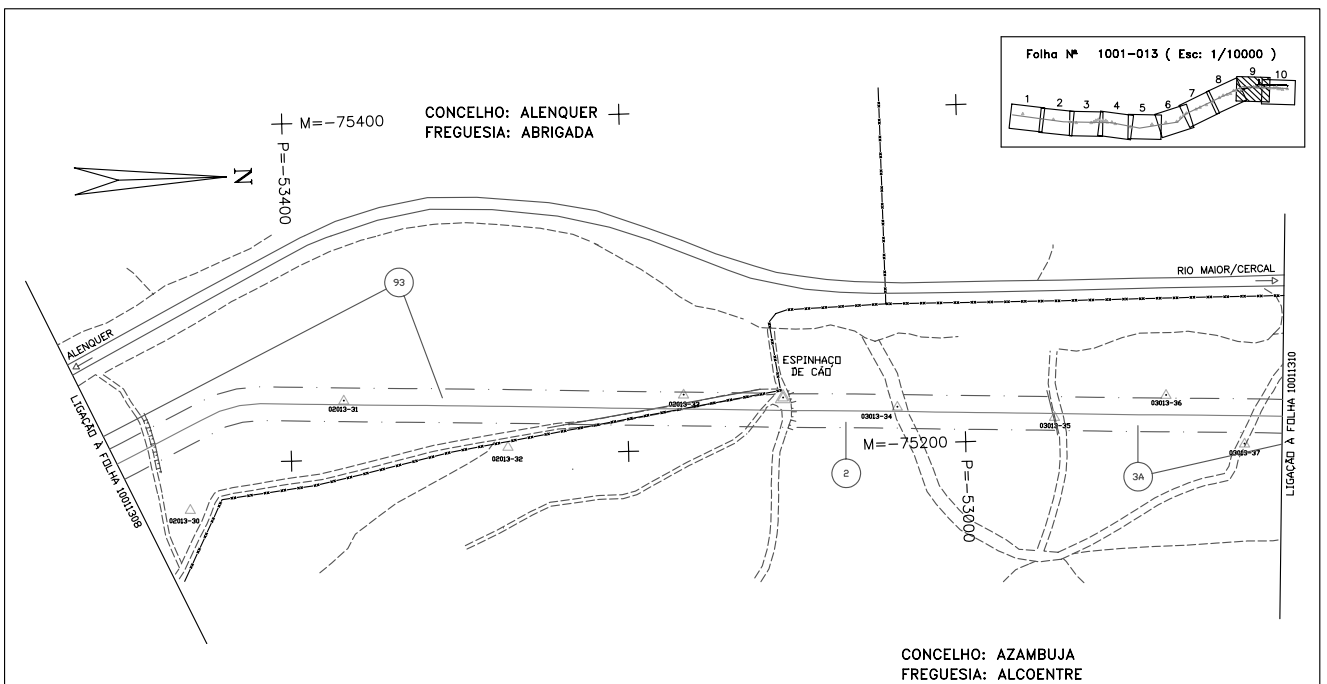 Folha Nº 1001-013 ( Esc: 1/10000 )
1
2
3
4
5
6
7
8
9
10
CONCELHO: ALENQUER
FREGUESIA: ABRIGADA
M=-75400
P=-53400
N
93
RIO MAIOR/CERCAL
ALENQUER
ESPINHAÇO
DE CÃO
LIGAÇÃO À FOLHA 10011308
LIGAÇÃO À FOLHA 10011310
02013-31
03013-34
03013-36
03013-35
M=-75200
P=-53000
02013-32
03013-37
2
3A
02013-30
CONCELHO: AZAMBUJA
FREGUESIA: ALCOENTRE